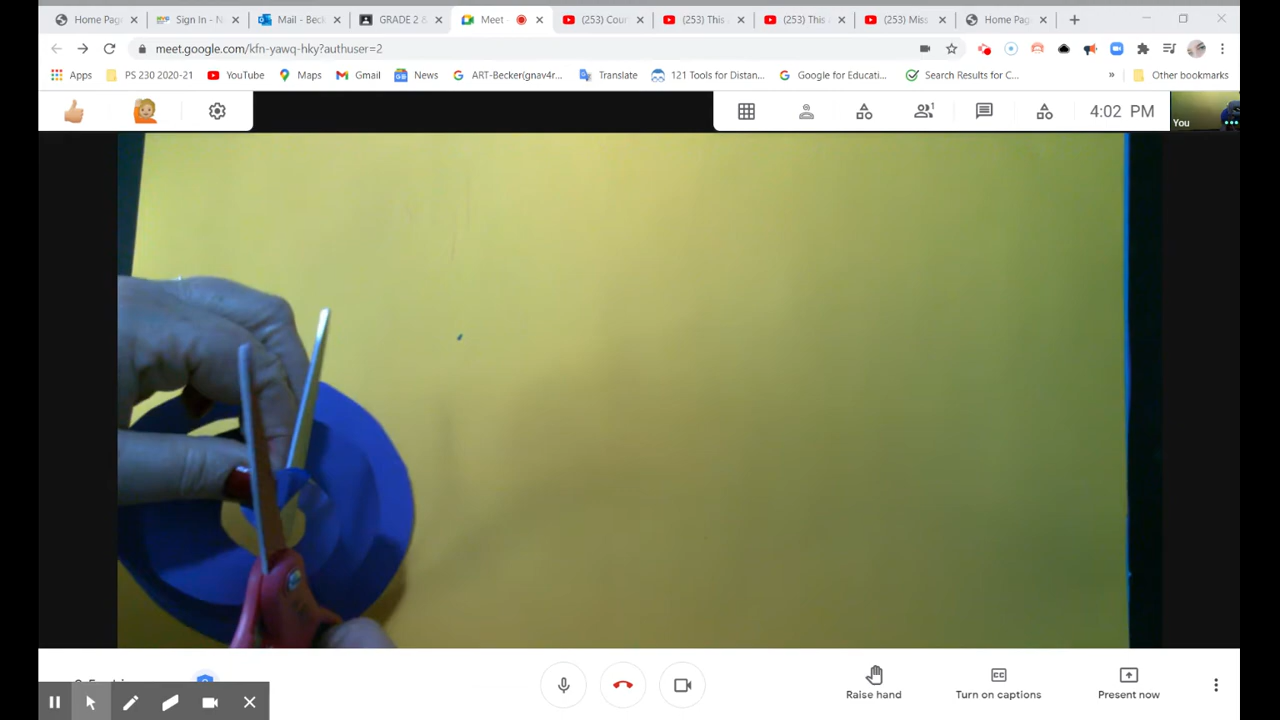 Home Pag
Sign In - N
Mail - Beck
GRADE 2 &
Meet
(253) Cour
(253) This
(253) This
(253) Miss
Home Pag
meet.google.com/kfn-yawq-hky?authuser=2
Apps
PS 230 2020-21
YouTube
Maps
Gmail
News
ART-Becker(gnav4r...
Translate
121 Tools for Distan...
Google for Educati...
Search Results for C...
»
Other bookmarks
1
4:02 PM
You
Raise hand
Turn on captions
Present now